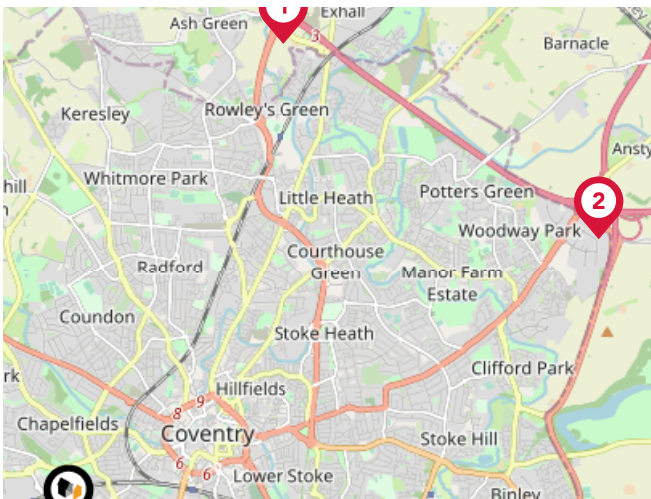 1
Exhall
Ash Green
3
Barnacle
Keresley
Rowley's Green
Ansty
Whitmore Park
hill
Little Heath
Potters Green
2
Woodway Park
Courthouse
Green
Radford
Manor Farm
Estate
Coundon
Stoke Heath
Clifford Park
rk
Hillfields
9
8
Chapelfields
Coventry
Stoke Hill
6
6
Lower Stoke
Binley